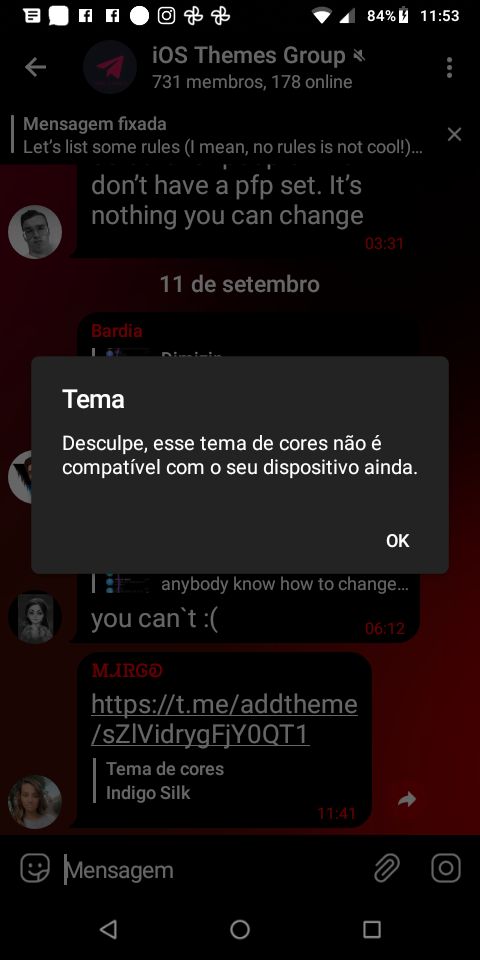 84% 11:53
iOS Themes Group
731 membros, 178 online
Mensagem fixada
Let's list some rules (I mean, no rules is not cool!)...
don't have a pfp set. It's
nothing you can change
03:31
11 de setembro
Bardia
Dimizin
Tema
Desculpe, esse tema de cores não é
compatível com o seu dispositivo ainda.
OK
anybody know how to change...
you can`t :(
06:12
MJRGD
https://t.me/addtheme
/sZlVidrygFjY0QT1
Tema de cores
Indigo Silk
11:41
Mensagem